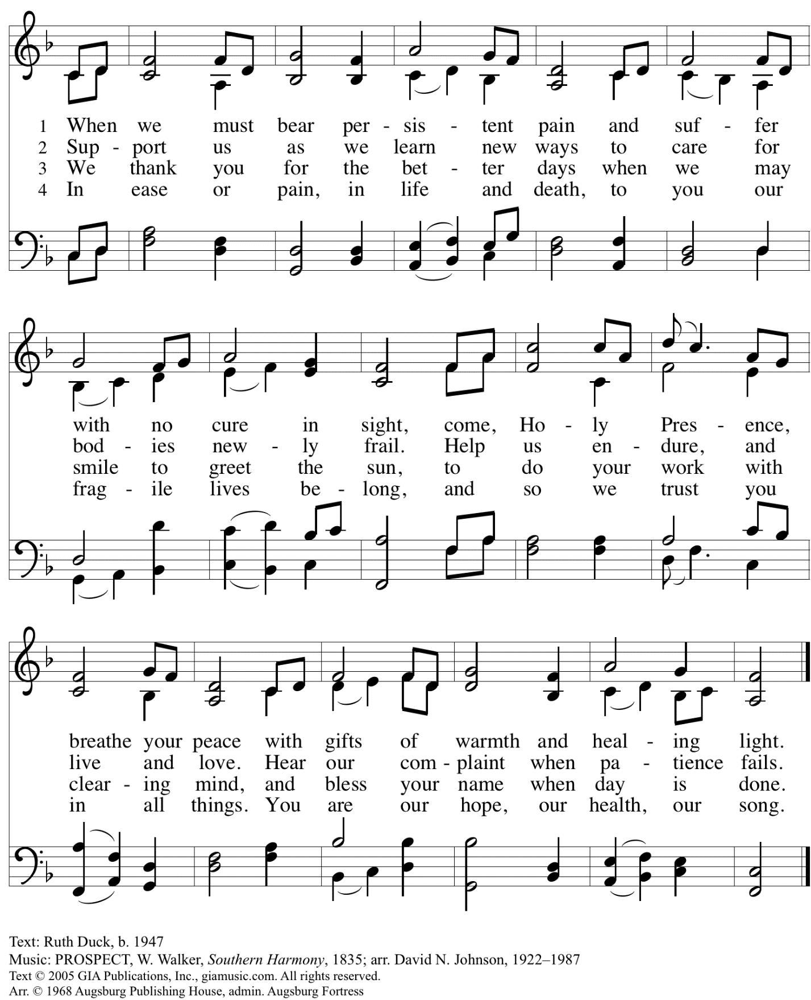 1 When we must bear per - sis - tent pain and suf - fer
2 Sup - port us as we learn new ways to care for
3 We thank you for the bet - ter days when we may
4 In ease or pain, in life and death, to you our
with no cure in sight, come, Ho - ly Pres - ence,
bod - ies new - ly frail. Help us en - dure, and
smile to greet the sun, to do your work with
frag - ile lives be - long, and so we trust you
breathe your peace with gifts of warmth and heal - ing light.
live and love. Hear our com - plaint when pa - tience fails.
clear - ing mind, and bless your name when day is done.
in all things. You are our hope, our health, our song.
Text: Ruth Duck, b. 1947
Music: PROSPECT, W. Walker, Southern Harmony, 1835; arr. David N. Johnson, 1922–1987
Text © 2005 GIA Publications, Inc., giamusic.com. All rights reserved.
Arr. © 1968 Augsburg Publishing House, admin. Augsburg Fortress